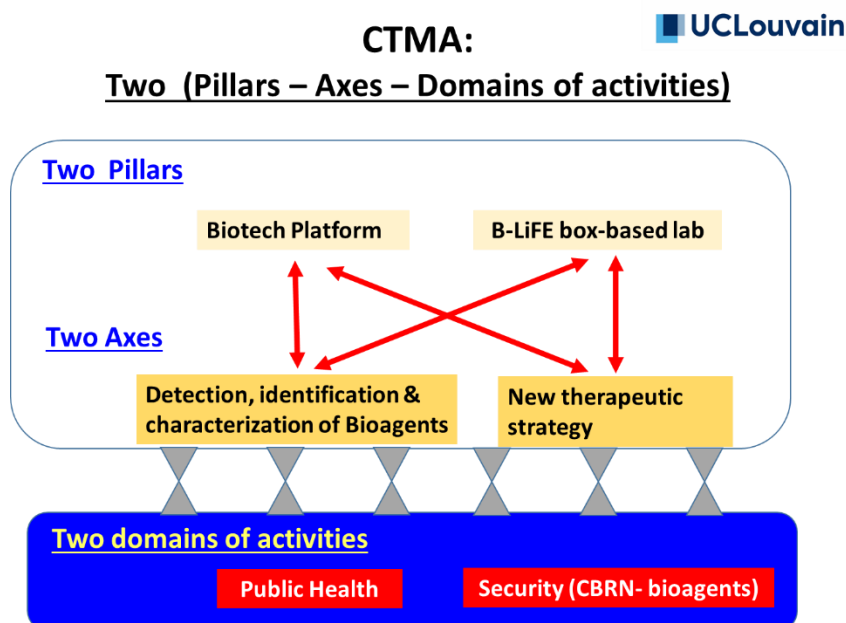 UCLouvain
CTMA:
Two (Pillars – Axes – Domains of activities)
Two Pillars
Biotech Platform
B-LiFE box-based lab
Two Axes
Detection, identification &
characterization of Bioagents
New therapeutic
strategy
Two domains of activities
Public Health
Security (CBRN- bioagents)